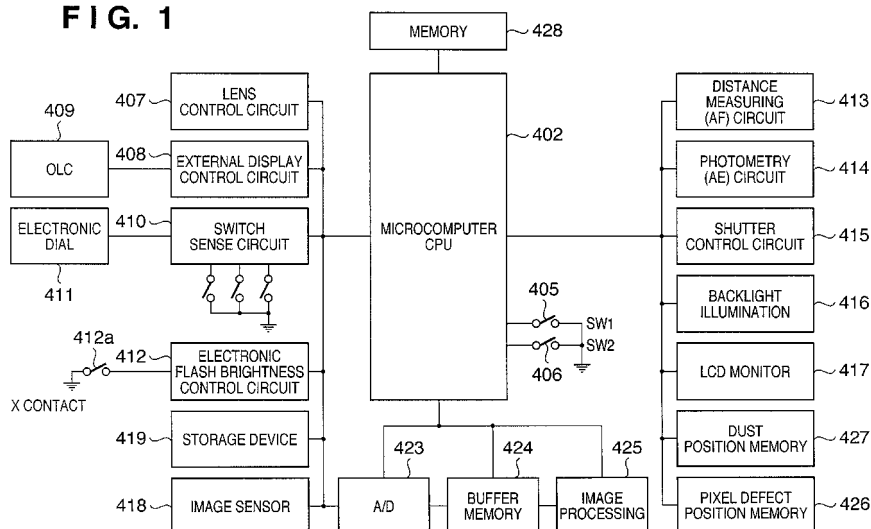 FIG. 1
MEMORY
428
407
LENS
CONTROL CIRCUIT
409
OLC
408
EXTERNAL DISPLAY
CONTROL CIRCUIT
ELECTRONIC
DIAL
411
410
SWITCH
SENSE CIRCUIT
412a
X CONTACT
412
ELECTRONIC
FLASH BRIGHTNESS
CONTROL CIRCUIT
419
STORAGE DEVICE
418
IMAGE SENSOR
402
MICROCOMPUTER
CPU
405
SW1
SW2
406
423
A/D
424
BUFFER
MEMORY
425
IMAGE
PROCESSING
DISTANCE
MEASURING
(AF) CIRCUIT
413
PHOTOMETRY
(AE) CIRCUIT
414
SHUTTER
CONTROL CIRCUIT
415
BACKLIGHT
ILLUMINATION
416
LCD MONITOR
417
DUST
POSITION MEMORY
427
PIXEL DEFECT
POSITION MEMORY
426